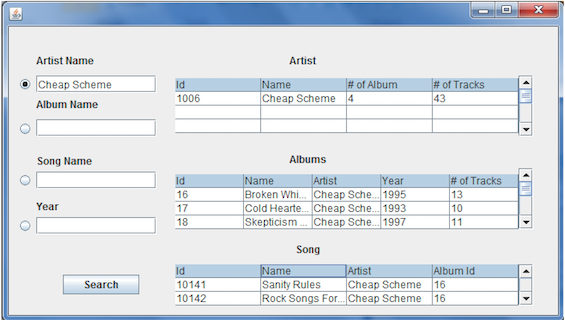 Artist Name
Cheap Scheme
Album Name
Song Name
Year
Search
Artist
Id Name # of Album # of Tracks
1006 Cheap Scheme 4 43
Albums
Id Name Artist Year # of Tracks
16 Broken Whi... Cheap Sche... 1995 13
17 Cold Hearte... Cheap Sche... 1993 10
18 Skepticism ... Cheap Sche... 1997 11
Song
Id Name Artist Album Id
10141 Sanity Rules Cheap Scheme 16
10142 Rock Songs For... Cheap Scheme 16